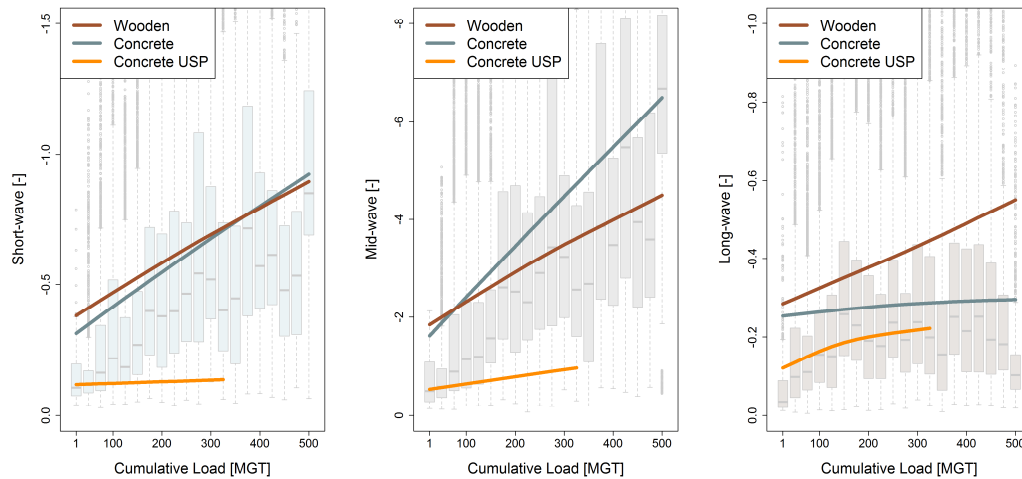 Wooden
Concrete
Concrete USP
Short-wave [-]
-1.5
-1.0
-0.5
0.0
1 100 200 300 400 500
Cumulative Load [MGT]
Wooden
Concrete
Concrete USP
Mid-wave [-]
-8
-6
-4
-2
0
1 100 200 300 400 500
Cumulative Load [MGT]
Wooden
Concrete
Concrete USP
Long-wave [-]
-1.0
-0.8
-0.6
-0.4
-0.2
0.0
1 100 200 300 400 500
Cumulative Load [MGT]